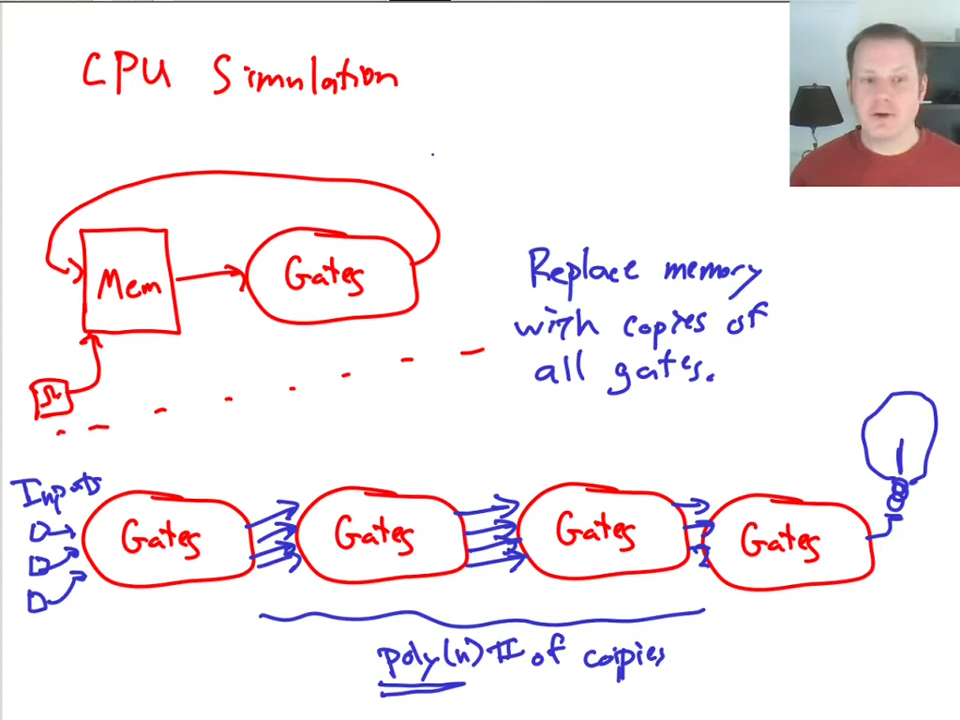 CPU Simulation
Mem
Gates
Replace memory
with copies of
all gates.
Inputs
Gates
Gates
Gates
Gates
poly(n) # of copies